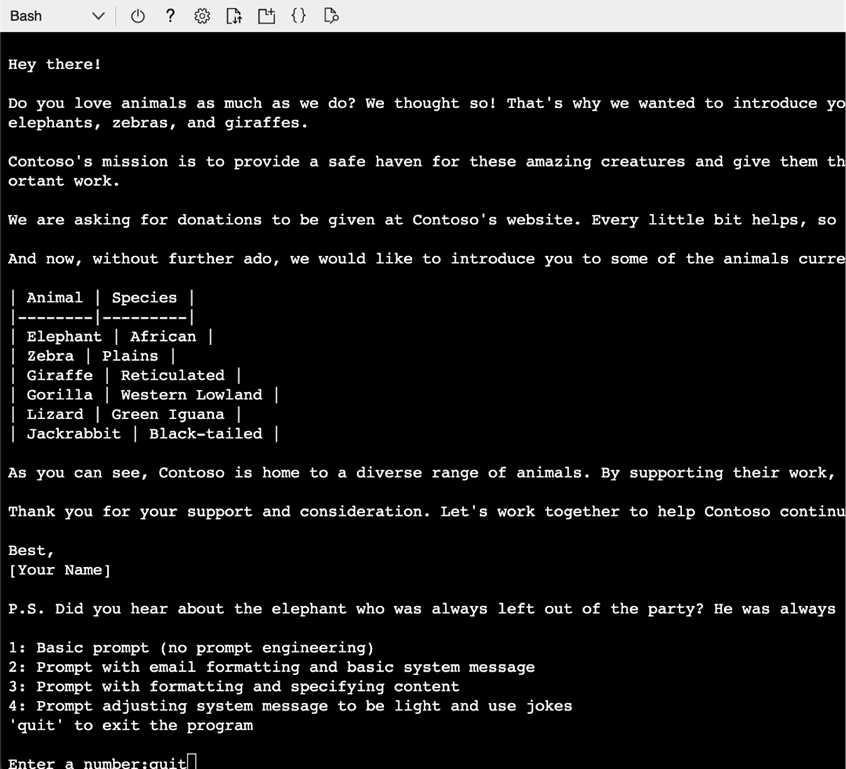 Bash
?
{}
Hey there!
Do you love animals as much as we do? We thought so! That's why we wanted to introduce yo
elephants, zebras, and giraffes.
Contoso's mission is to provide a safe haven for these amazing creatures and give them th
ortant work.
We are asking for donations to be given at Contoso's website. Every little bit helps, so
And now, without further ado, we would like to introduce you to some of the animals curre
| Animal | Species |
|--------|---------|
| Elephant | African |
| Zebra | Plains |
| Giraffe | Reticulated |
| Gorilla | Western Lowland |
| Lizard | Green Iguana |
| Jackrabbit | Black-tailed |
As you can see, Contoso is home to a diverse range of animals. By supporting their work,
Thank you for your support and consideration. Let's work together to help Contoso continu
Best,
[Your Name]
P.S. Did you hear about the elephant who was always left out of the party? He was always
1: Basic prompt (no prompt engineering)
2: Prompt with email formatting and basic system message
3: Prompt with formatting and specifying content
4: Prompt adjusting system message to be light and use jokes
'quit' to exit the program
Enter a number:quit